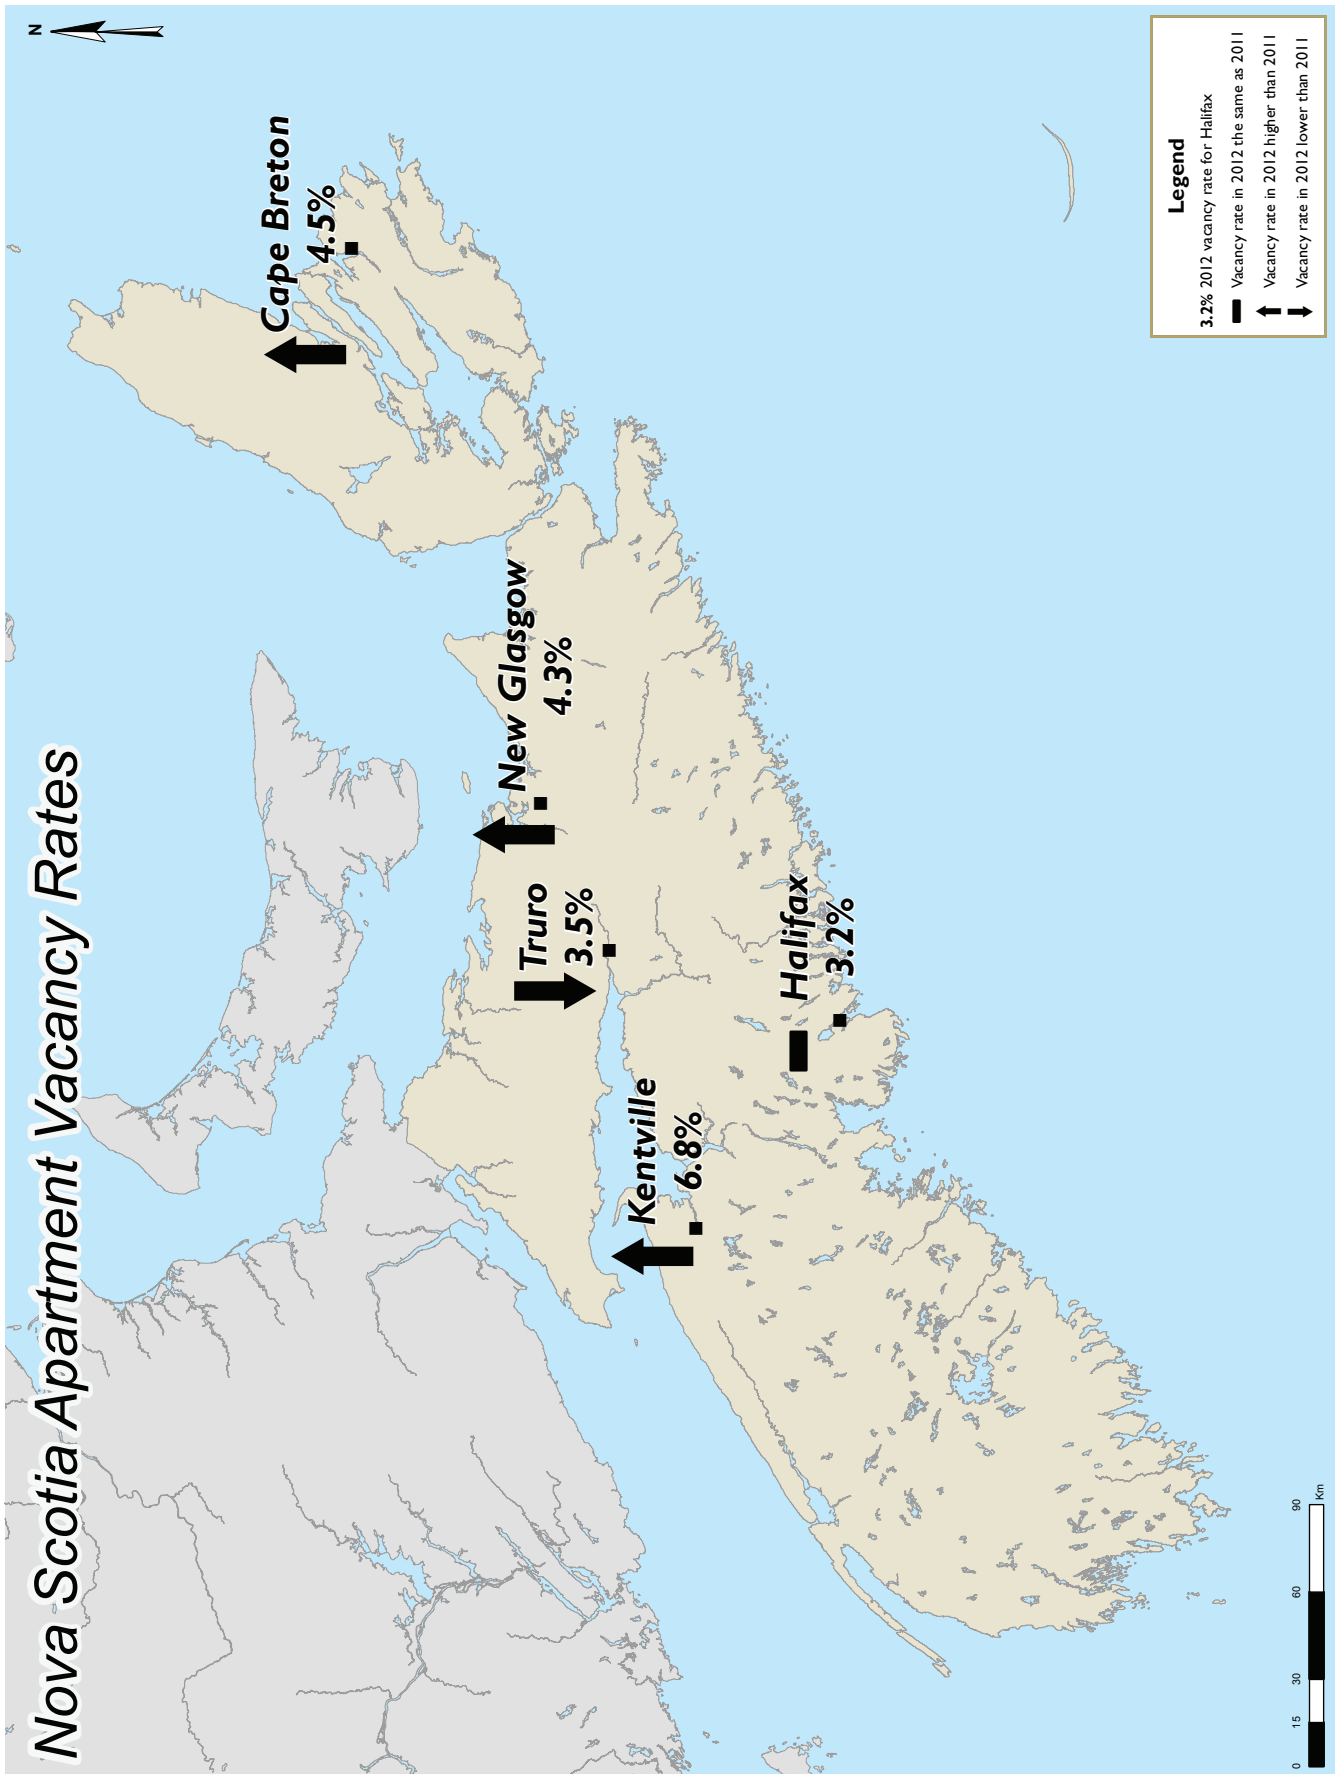 Nova Scotia Apartment Vacancy Rates
N
Cape Breton
4.5%
New Glasgow
4.3%
Truro
3.5%
Kentville
6.8%
Halifax
3.2%
Legend
3.2% 2012 vacancy rate for Halifax
Vacancy rate in 2012 the same as 2011
Vacancy rate in 2012 higher than 2011
Vacancy rate in 2012 lower than 2011
0 15 30 60 90
Km